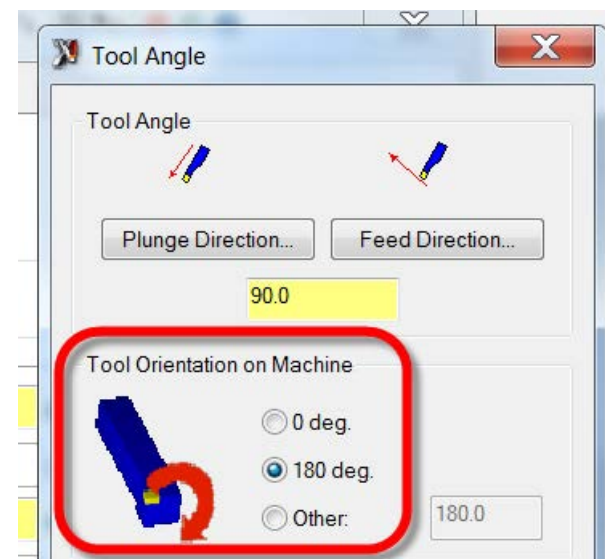 Tool Angle
Tool Angle
Plunge Direction... Feed Direction...
90.0
Tool Orientation on Machine
0 deg.
180 deg.
Other: 180.0